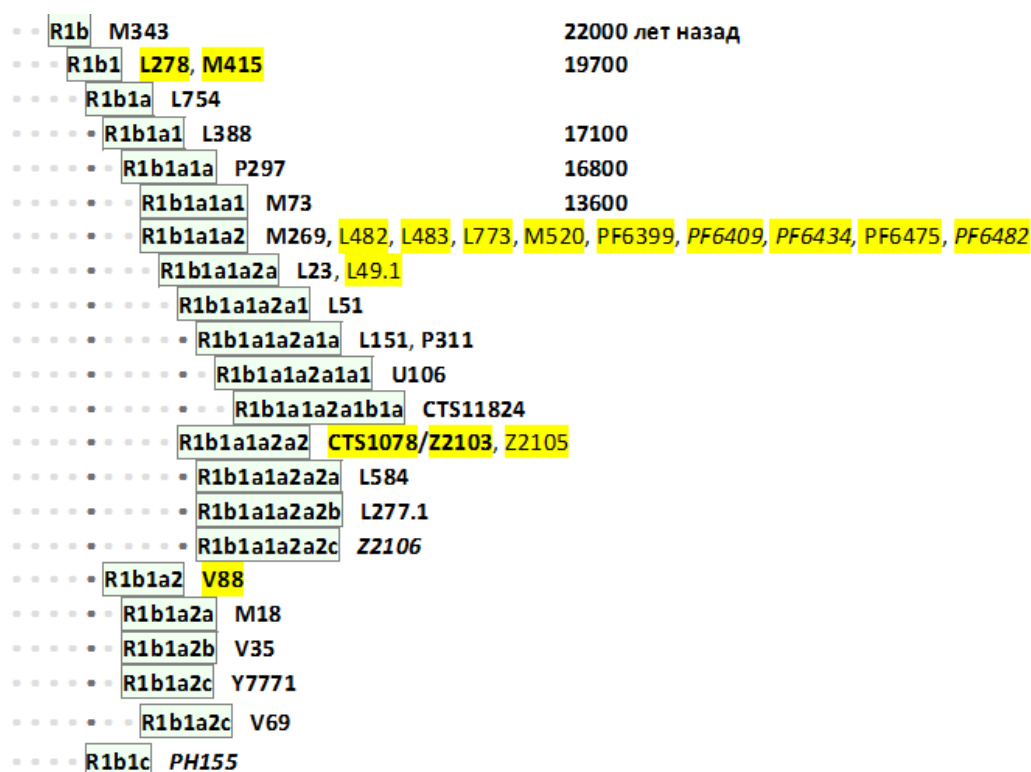 R1b M343 22000 лет назад
R1b1 L278, M415 19700
R1b1a L754
R1b1a1 L388 17100
R1b1a1a P297 16800
R1b1a1a1 M73 13600
R1b1a1a2 M269, L482, L483, L773, M520, PF6399, PF6409, PF6434, PF6475, PF6482
R1b1a1a2a L23, L49.1
R1b1a1a2a1 L51
R1b1a1a2a1a L151, P311
R1b1a1a2a1a1 U106
R1b1a1a2a1b1a CTS11824
R1b1a1a2a2 CTS1078/Z2103, Z2105
R1b1a1a2a2a L584
R1b1a1a2a2b L277.1
R1b1a1a2a2c Z2106
R1b1a2 V88
R1b1a2a M18
R1b1a2b V35
R1b1a2c Y7771
R1b1a2c V69
R1b1c PH155